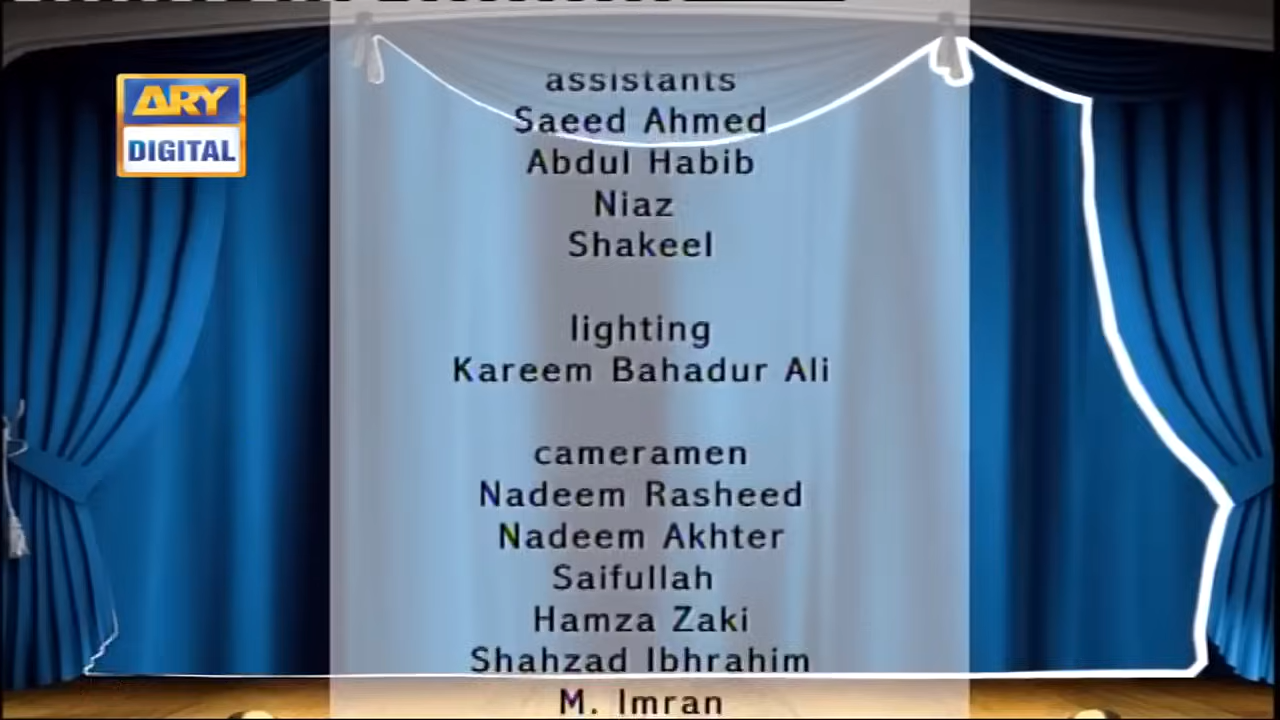 ARY
DIGITAL
assistants
Saeed Ahmed
Abdul Habib
Niaz
Shakeel
lighting
Kareem Bahadur Ali
cameramen
Nadeem Rasheed
Nadeem Akhter
Saifullah
Hamza Zaki
Shahzad Ibhrahim
M. Imran